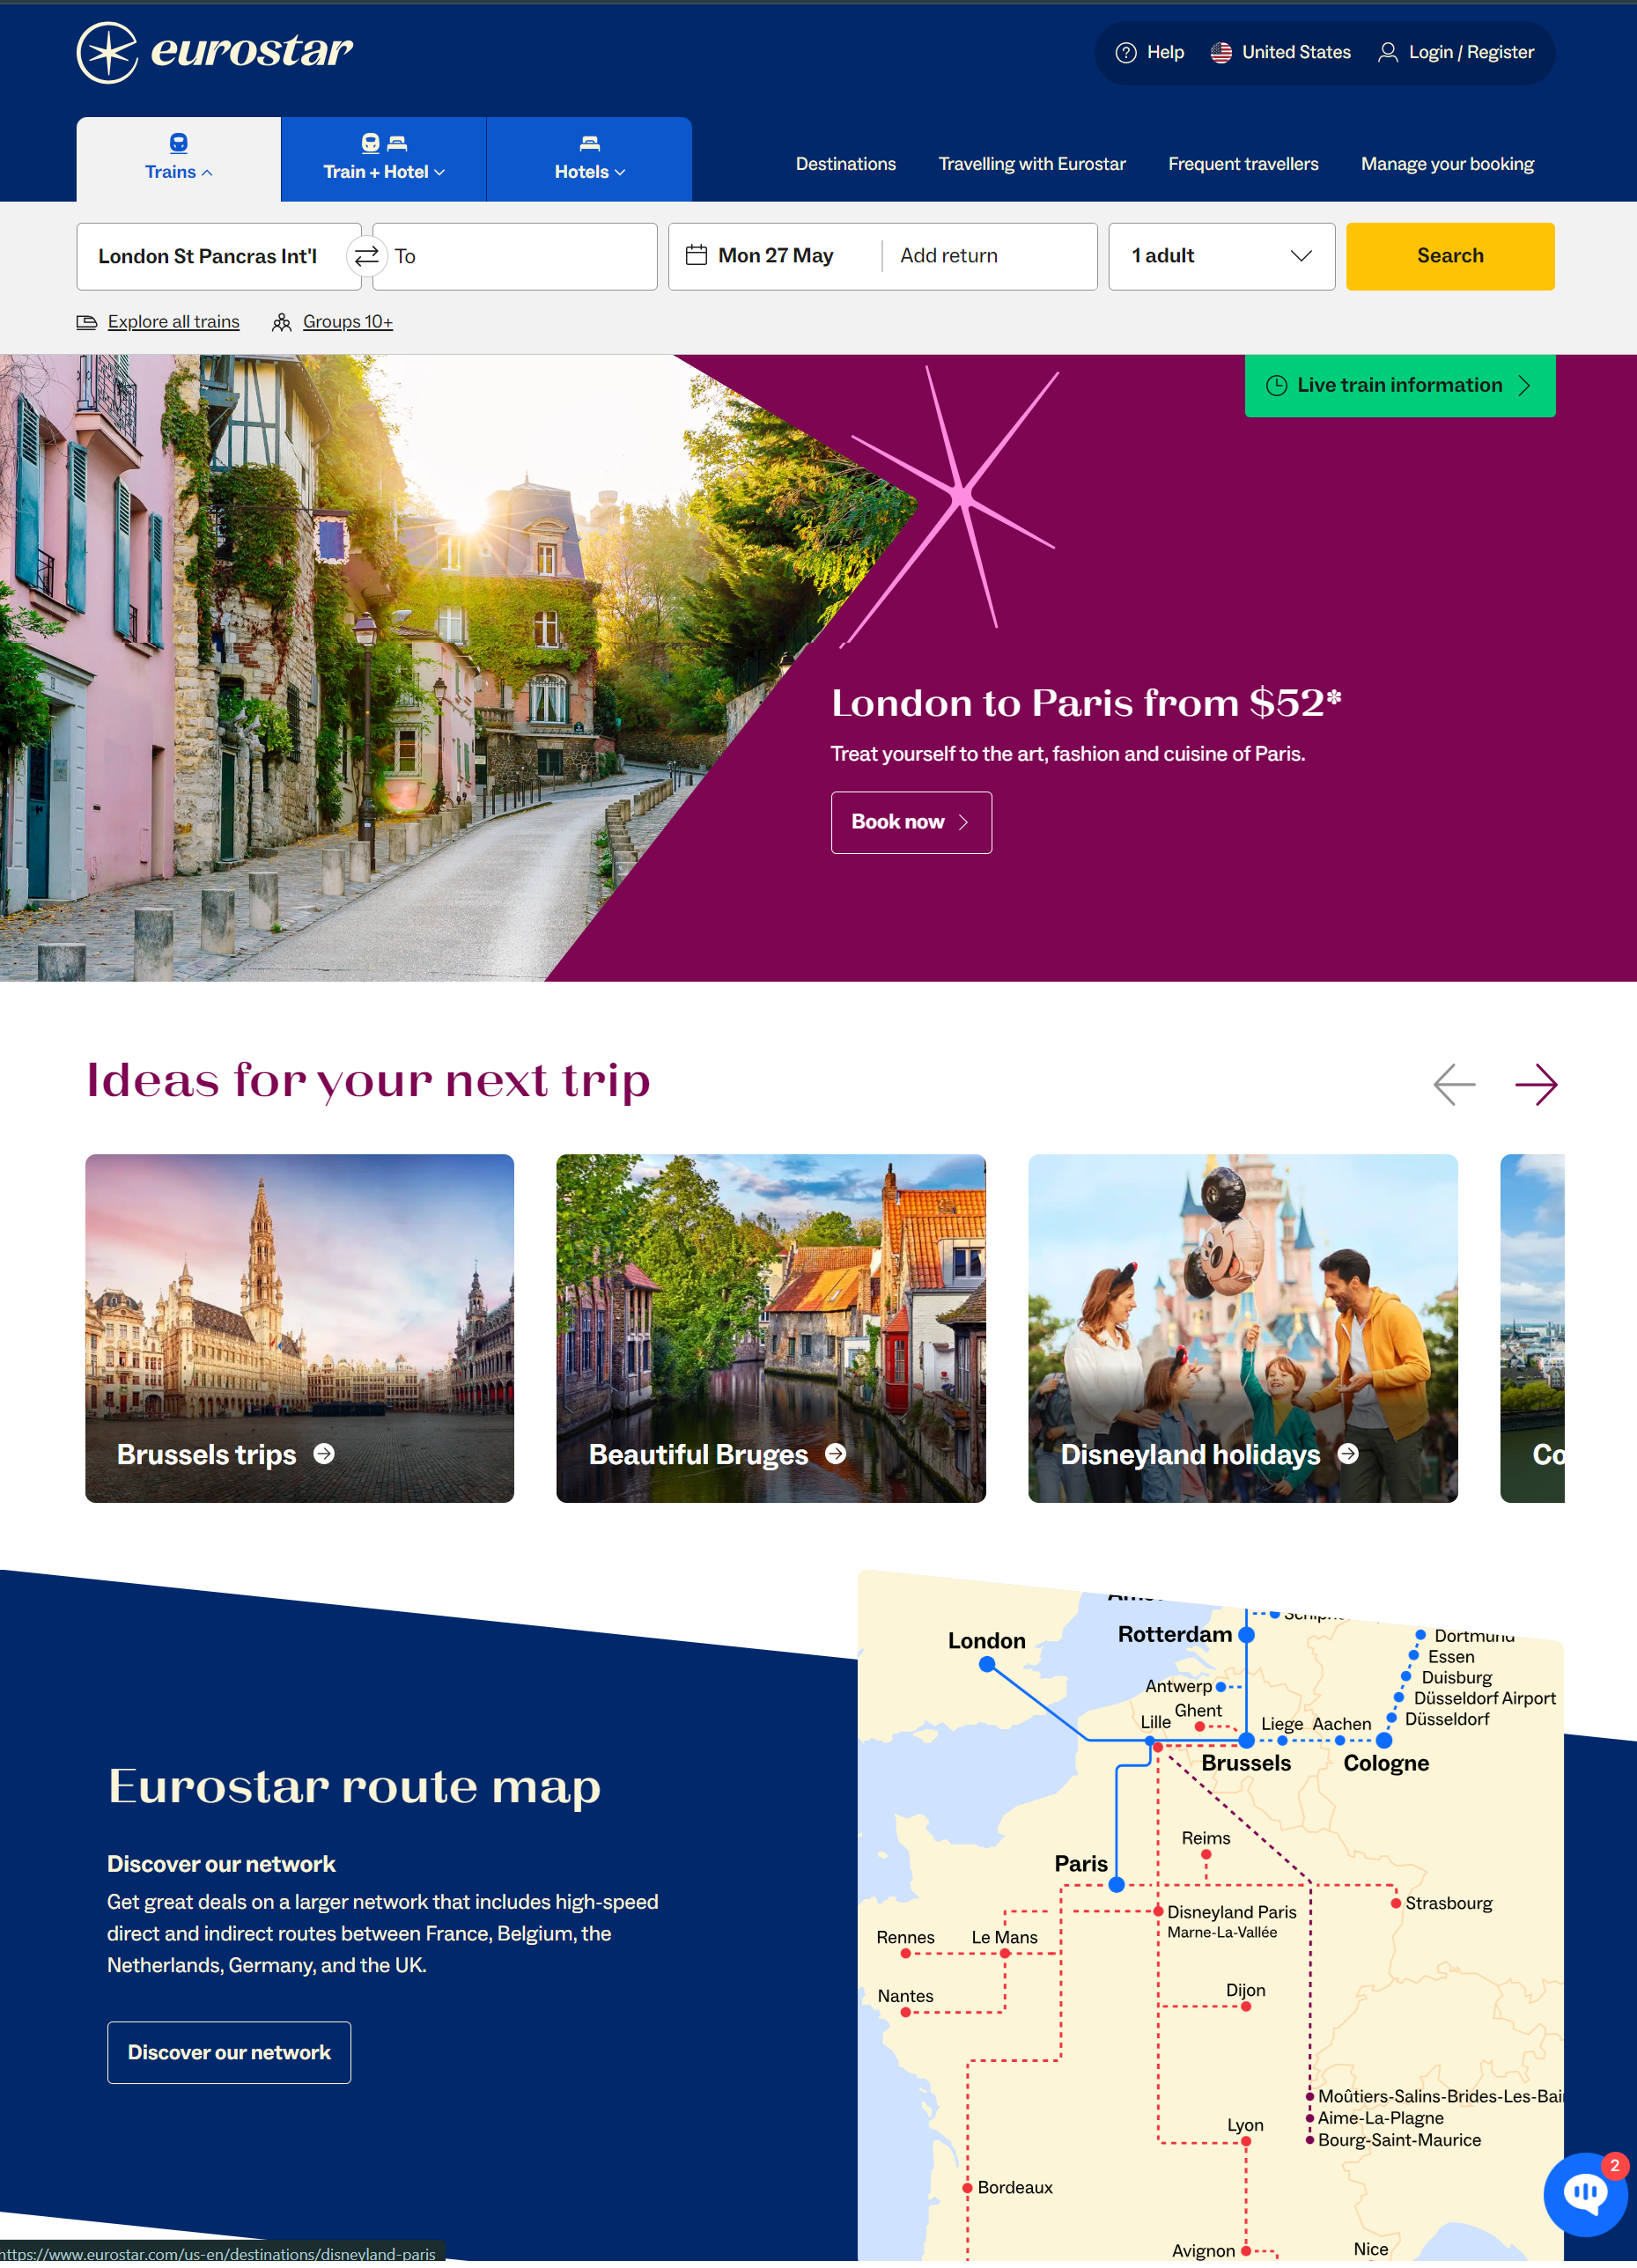 eurostar
Help
United States
Login / Register
Trains
Train + Hotel
Hotels
Destinations
Travelling with Eurostar
Frequent travellers
Manage your booking
London St Pancras Int'l
To
Mon 27 May
Add return
1 adult
Search
Explore all trains
Groups 10+
Live train information
London to Paris from $52*
Treat yourself to the art, fashion and cuisine of Paris.
Book now
Ideas for your next trip
Brussels trips
Beautiful Bruges
Disneyland holidays
Co
Eurostar route map
Discover our network
Get great deals on a larger network that includes high-speed
direct and indirect routes between France, Belgium, the
Netherlands, Germany, and the UK.
Discover our network
London
Rotterdam
Dortmund
Essen
Duisburg
Düsseldorf Airport
Düsseldorf
Antwerp
Ghent
Lille
Liege
Aachen
Brussels
Cologne
Reims
Paris
Strasbourg
Disneyland Paris
Marne-La-Vallée
Rennes
Le Mans
Nantes
Dijon
Moûtiers-Salins-Brides-Les-Bai
Aime-La-Plagne
Bourg-Saint-Maurice
Lyon
Bordeaux
Avignon
Nice
2
https://www.eurostar.com/us-en/destinations/disneyland-paris